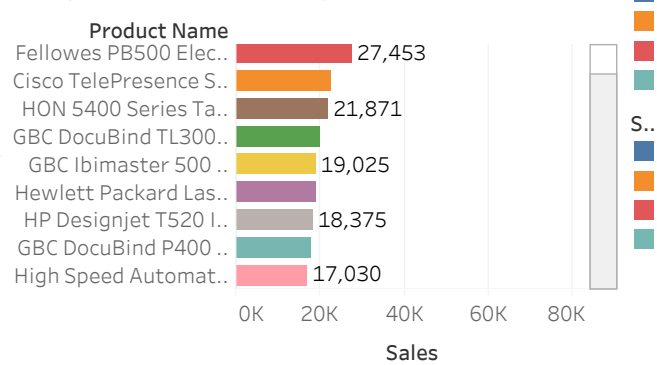 Product Name
Fellowes PB500 Elec.. 27,453
Cisco TelePresence S..
HON 5400 Series Ta.. 21,871
GBC DocuBind TL300..
GBC Ibimaster 500 .. 19,025
Hewlett Packard Las..
HP Designjet T520 I.. 18,375
GBC DocuBind P400 ..
High Speed Automat.. 17,030
0K 20K 40K 60K 80K
Sales
S..